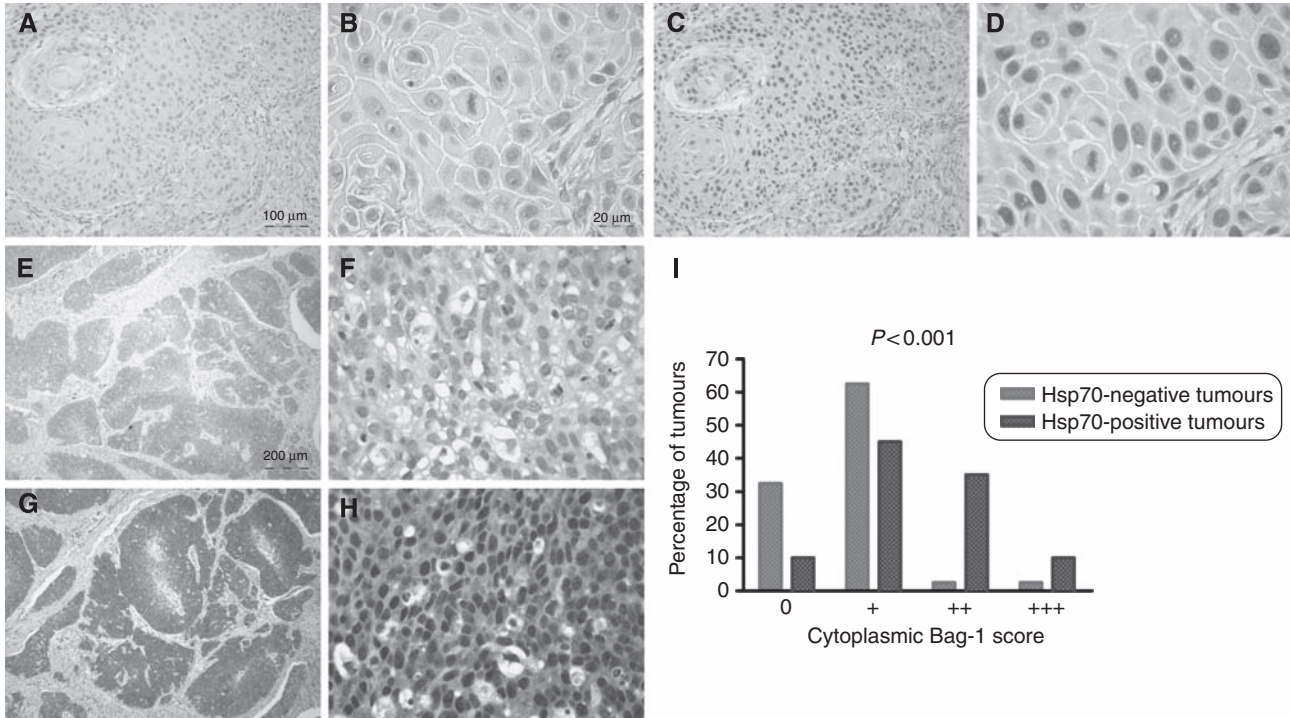 A
B
C
D
100 µm
20 µm
E
F
I
200 µm
G
H
P<0.001
Percentage of tumours
70
60
50
40
30
20
10
0
0
+
++
+++
Cytoplasmic Bag-1 score
Hsp70-negative tumours
Hsp70-positive tumours